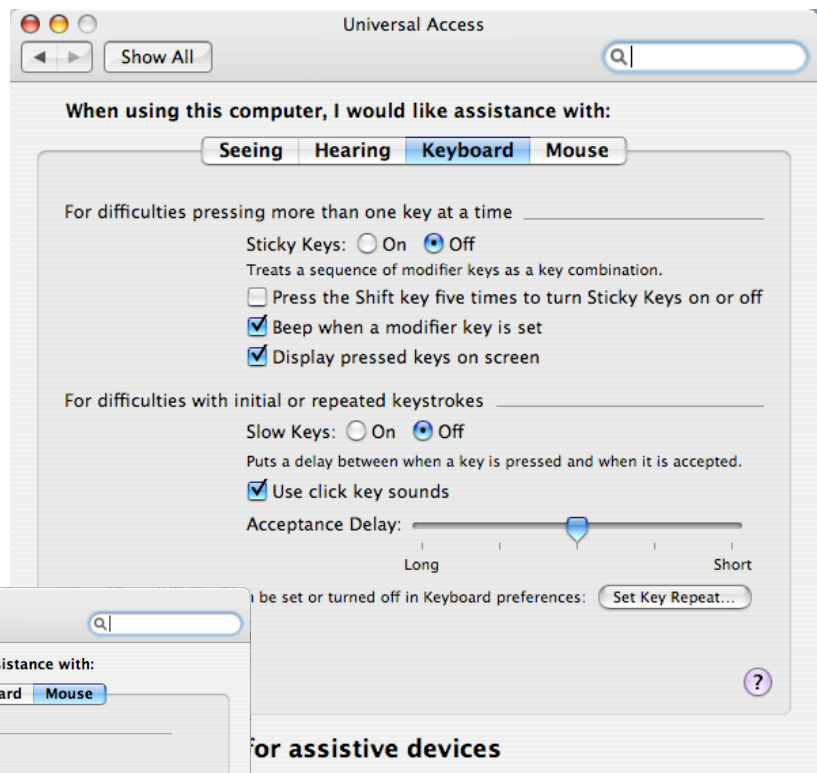 Universal Access
Show All
When using this computer, I would like assistance with:
Seeing Hearing Keyboard Mouse
For difficulties pressing more than one key at a time
Sticky Keys: On Off
Treats a sequence of modifier keys as a key combination.
Press the Shift key five times to turn Sticky Keys on or off
Beep when a modifier key is set
Display pressed keys on screen
For difficulties with initial or repeated keystrokes
Slow Keys: On Off
Puts a delay between when a key is pressed and when it is accepted.
Use click key sounds
Acceptance Delay:
Long Short
be set or turned off in Keyboard preferences: Set Key Repeat...
sistance with:
ard Mouse
?
for assistive devices